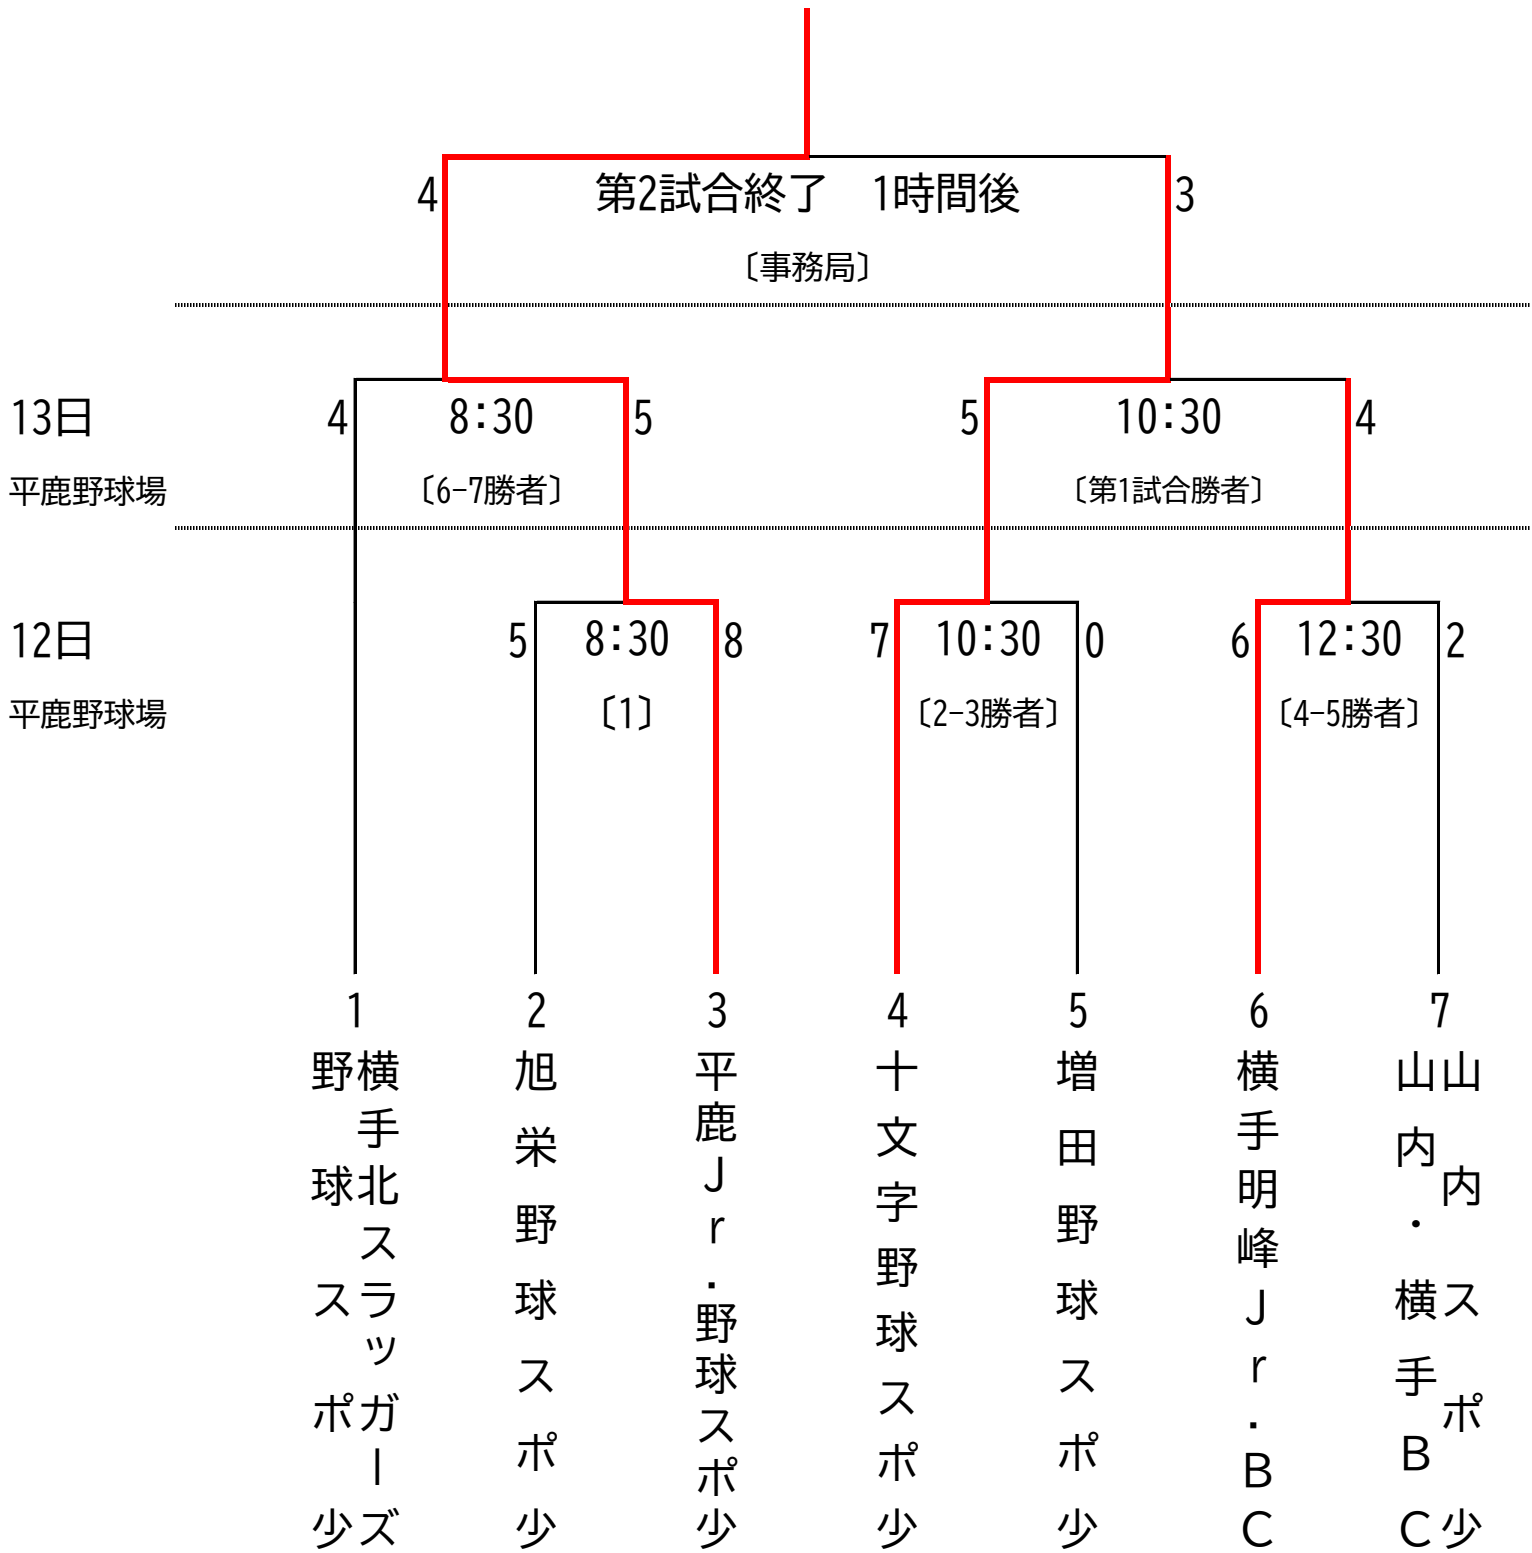 4 第2試合終了　1時間後 3
〔事務局〕
13日 4 8:30 5 5 10:30 4
平鹿野球場 〔6-7勝者〕 〔第1試合勝者〕
12日 5 8:30 8 7 10:30 0 6 12:30 2
平鹿野球場 〔1〕 〔2-3勝者〕 〔4-5勝者〕
1 2 3 4 5 6 7
横手北スラッガーズ
野球スポ少
旭栄野球スポ少
平鹿Jr.野球スポ少
十文字野球スポ少
増田野球スポ少
横手明峰Jr.BC
山内スポ少
山内・横手BC